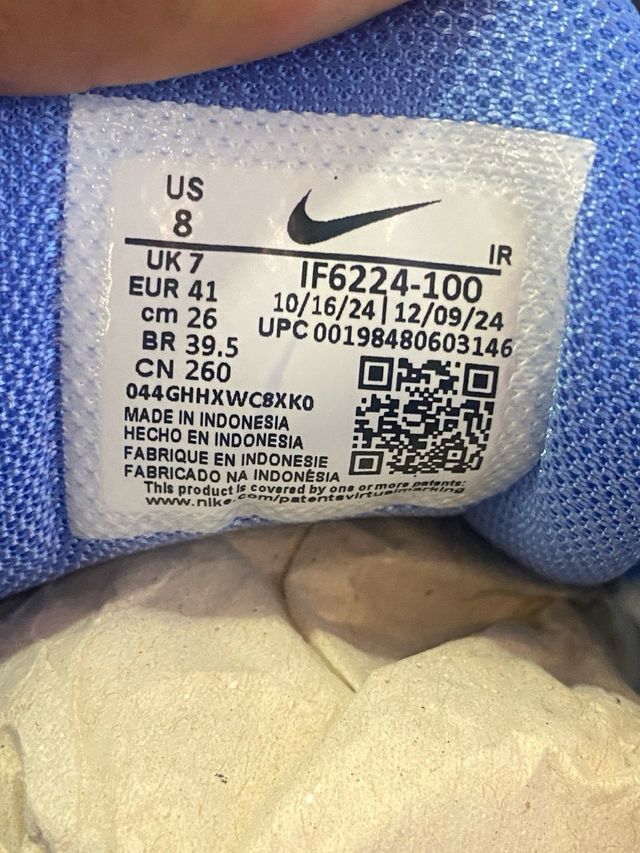 US
8
IR
UK 7
IF6224-100
EUR 41
10/16/24 | 12/09/24
cm 26
UPC 00198480603146
BR 39.5
CN 260
044GHHXWC8XK0
MADE IN INDONESIA
HECHO EN INDONESIA
FABRIQUE EN INDONESIE
FABRICADO NA INDONÉSIA
This product is covered by one or more patents:
www.nike.com/patentsvirtualmarking